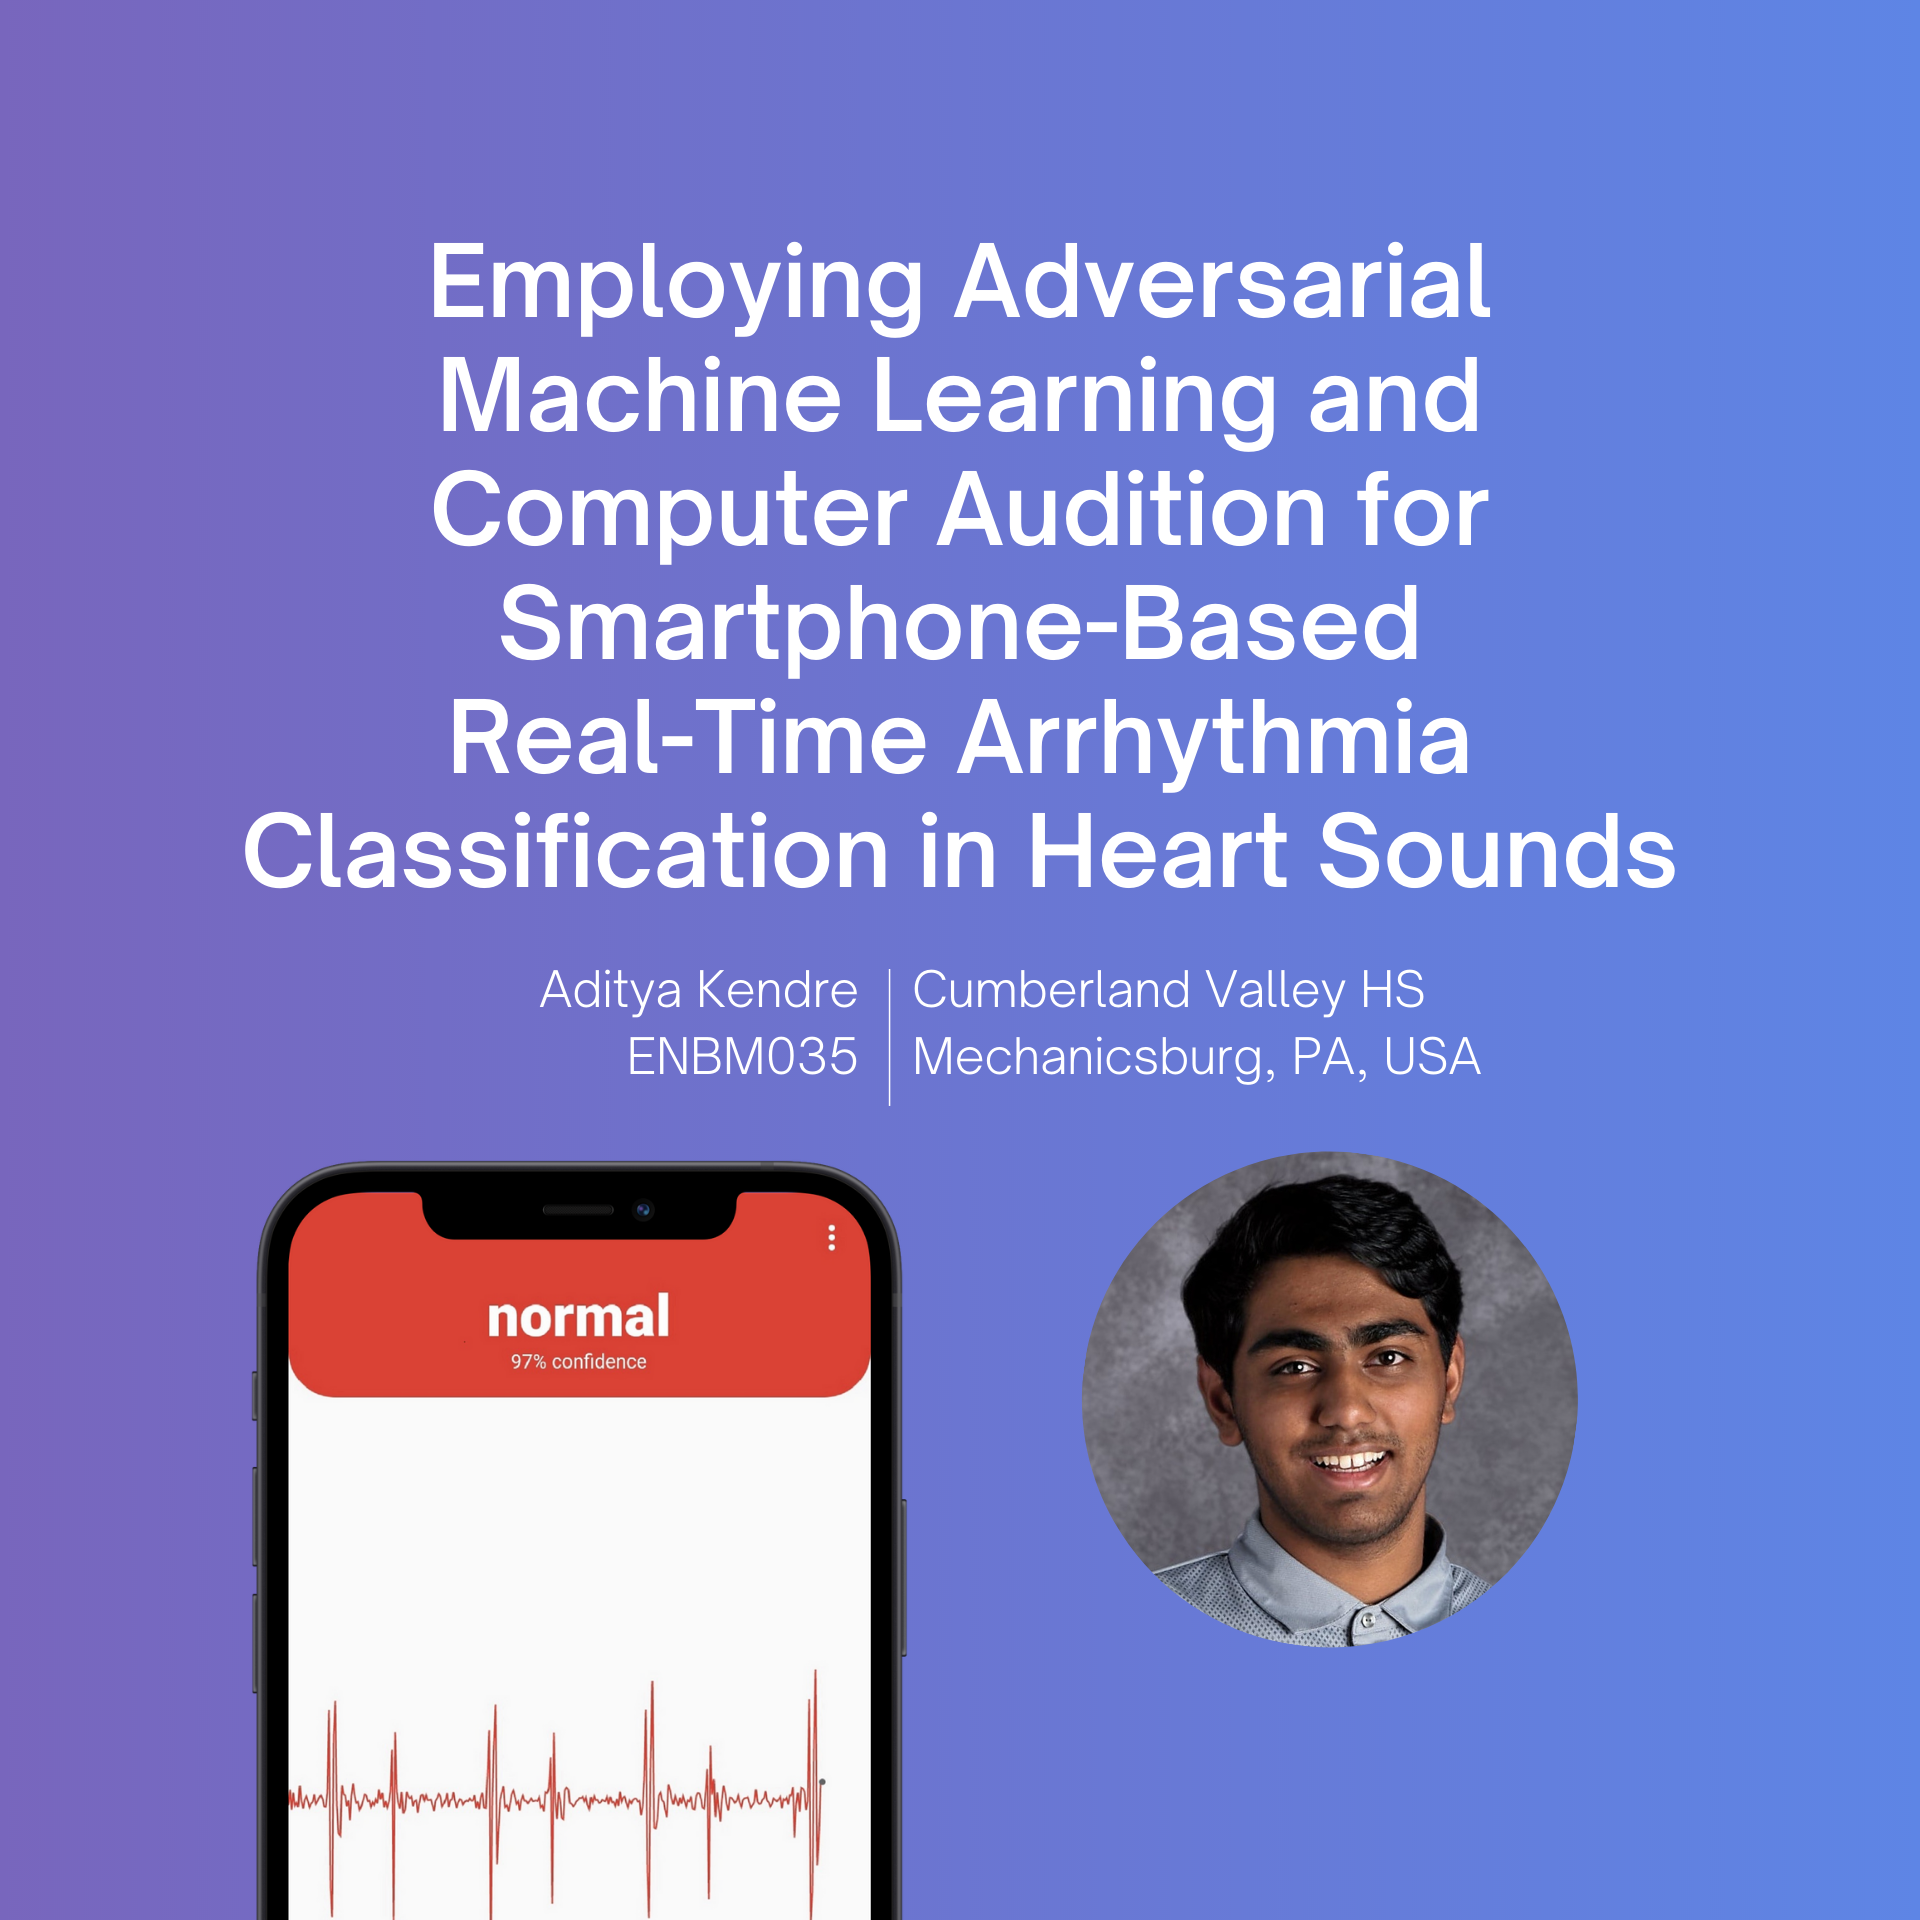 Employing Adversarial
Machine Learning and
Computer Audition for
Smartphone-Based
Real-Time Arrhythmia
Classification in Heart Sounds
Aditya Kendre
ENBM035
Cumberland Valley HS
Mechanicsburg, PA, USA
normal
97% confidence